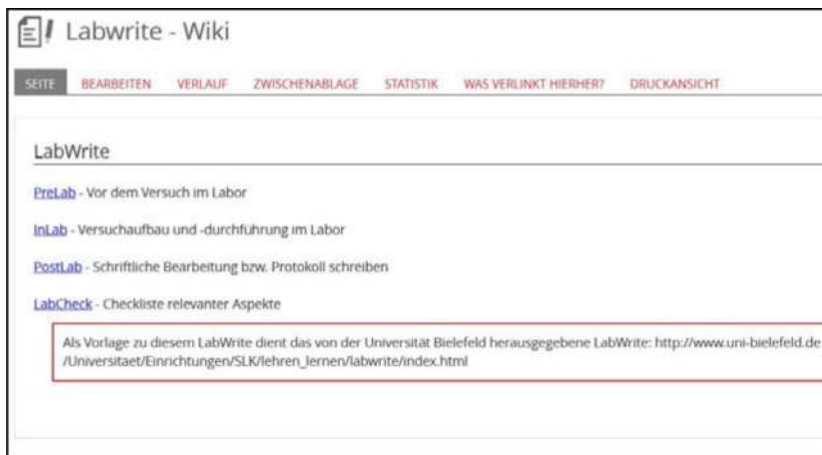 Labwrite - Wiki
SEITE BEARBEITEN VERLAUF ZWISCHENABLAGE STATISTIK WAS VERLINKT HIERHER? DRUCKANSICHT
LabWrite
PreLab - Vor dem Versuch im Labor
InLab - Versuchaufbau und -durchführung im Labor
PostLab - Schriftliche Bearbeitung bzw. Protokoll schreiben
LabCheck - Checkliste relevanter Aspekte
Als Vorlage zu diesem LabWrite dient das von der Universität Bielefeld herausgegebene LabWrite: http://www.uni-bielefeld.de
/Universitaet/Einrichtungen/SLK/lehren_lernen/labwrite/index.html